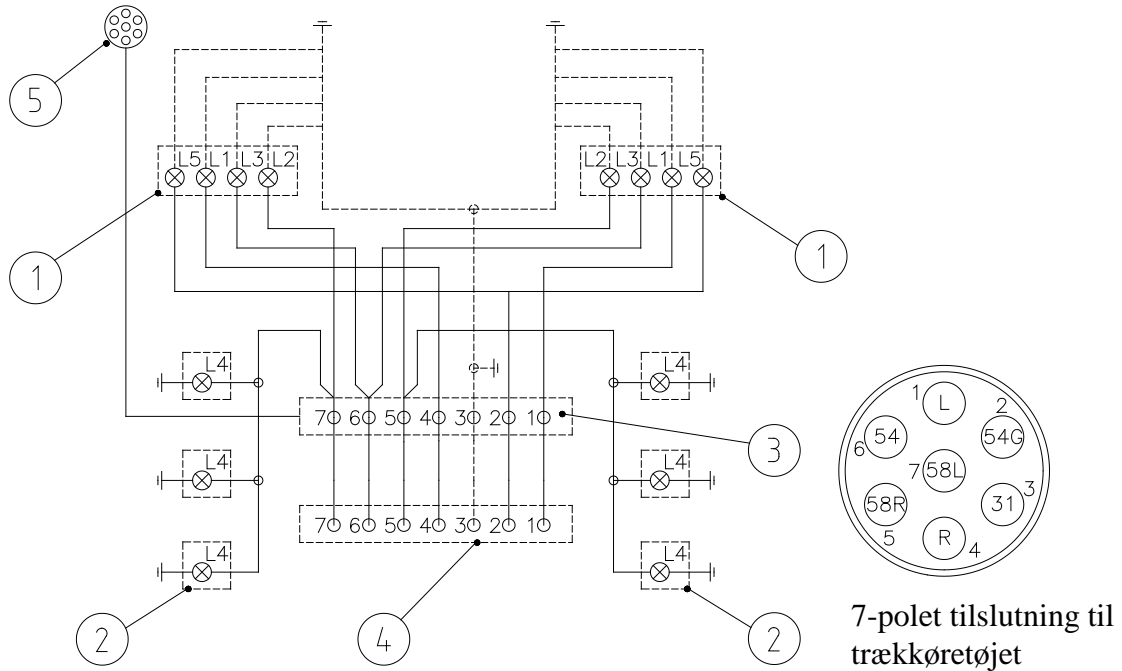 5
L5 L1 L3 L2
L2 L3 L1 L5
1
1
L4
L4
7 6 5 4 3 2 1
3
L4
L4
7 6 5 4 3 2 1
L4
L4
2
4
2
1 L 2
6 54 54G
7 58L
58R 31 3
5 R 4
7-polet tilslutning til
trækkøretøjet